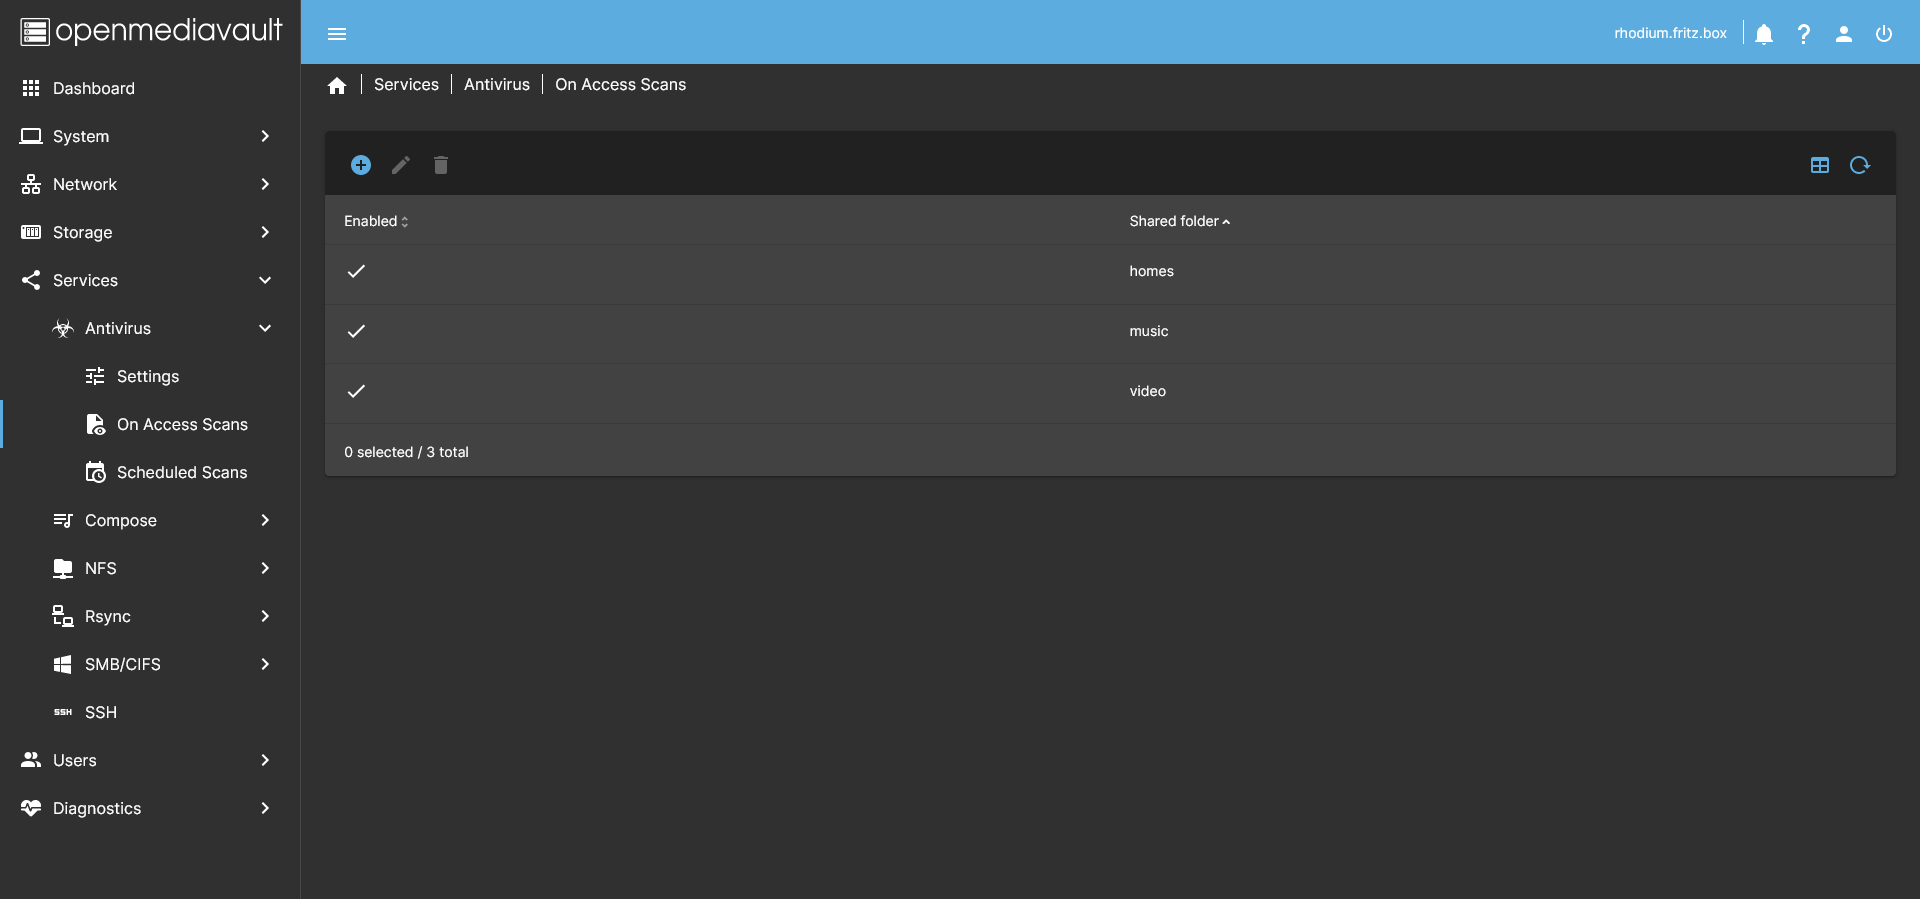 openmediavault
rhodium.fritz.box
Dashboard
System
Network
Storage
Services
Antivirus
Settings
On Access Scans
Scheduled Scans
Compose
NFS
Rsync
SMB/CIFS
SSH SSH
Users
Diagnostics
Services | Antivirus | On Access Scans
Enabled Shared folder
homes
music
video
0 selected / 3 total